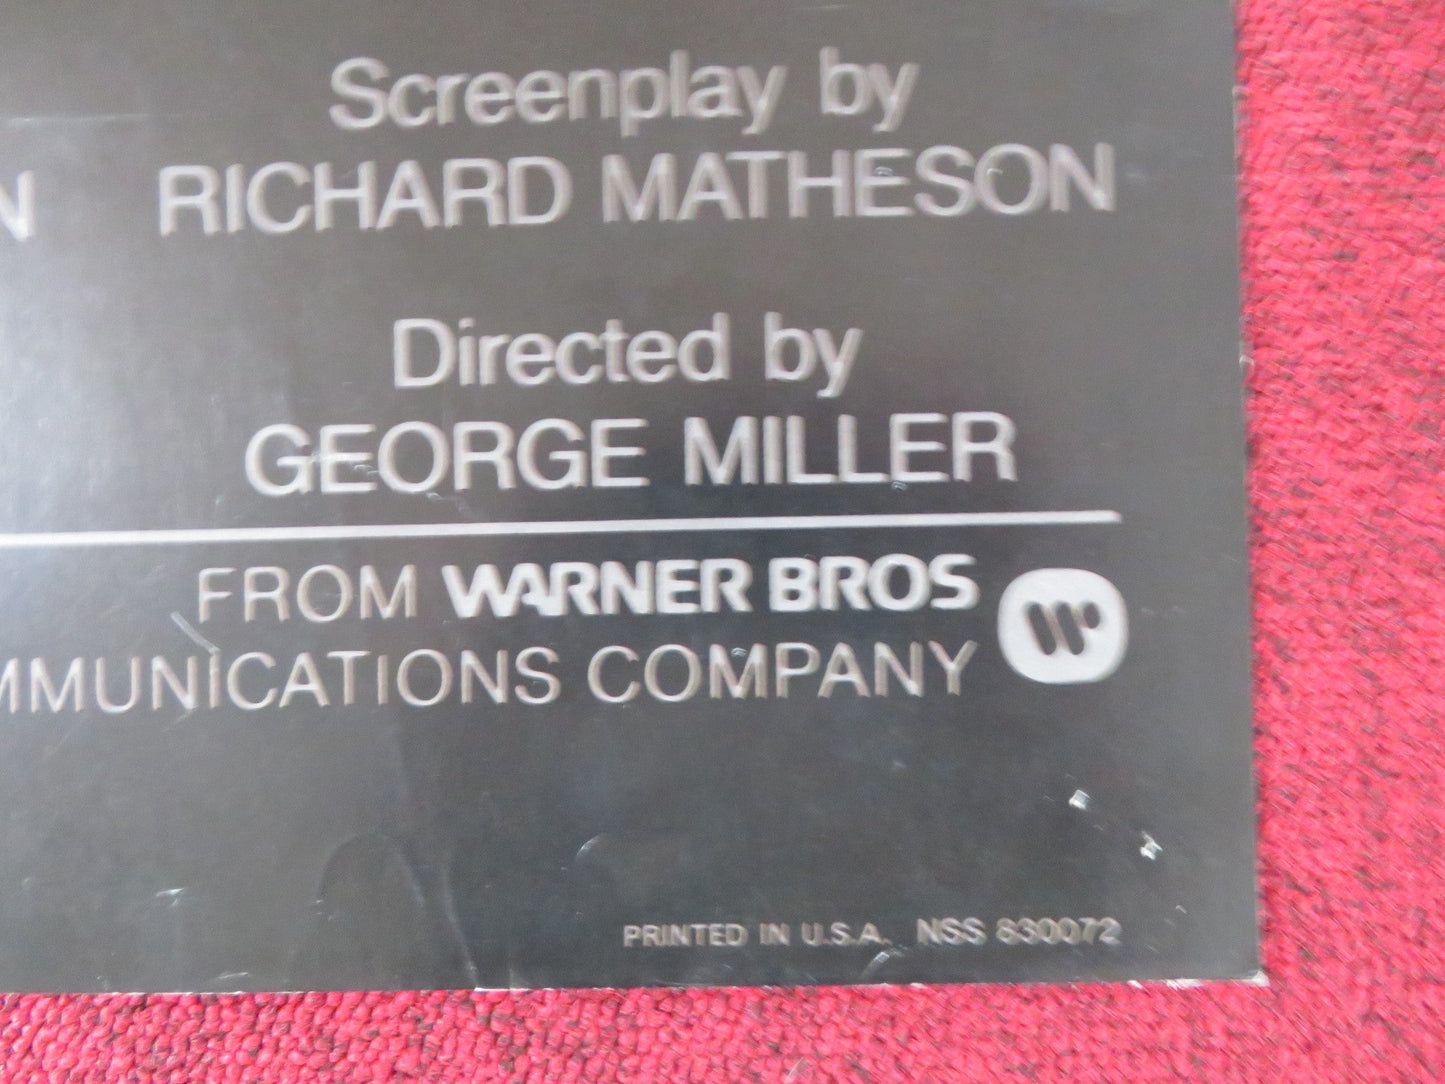 Screenplay by
N RICHARD MATHESON
Directed by
GEORGE MILLER
FROM WARNER BROS
MMUNICATIONS COMPANY
PRINTED IN U.S.A. NSS 830072